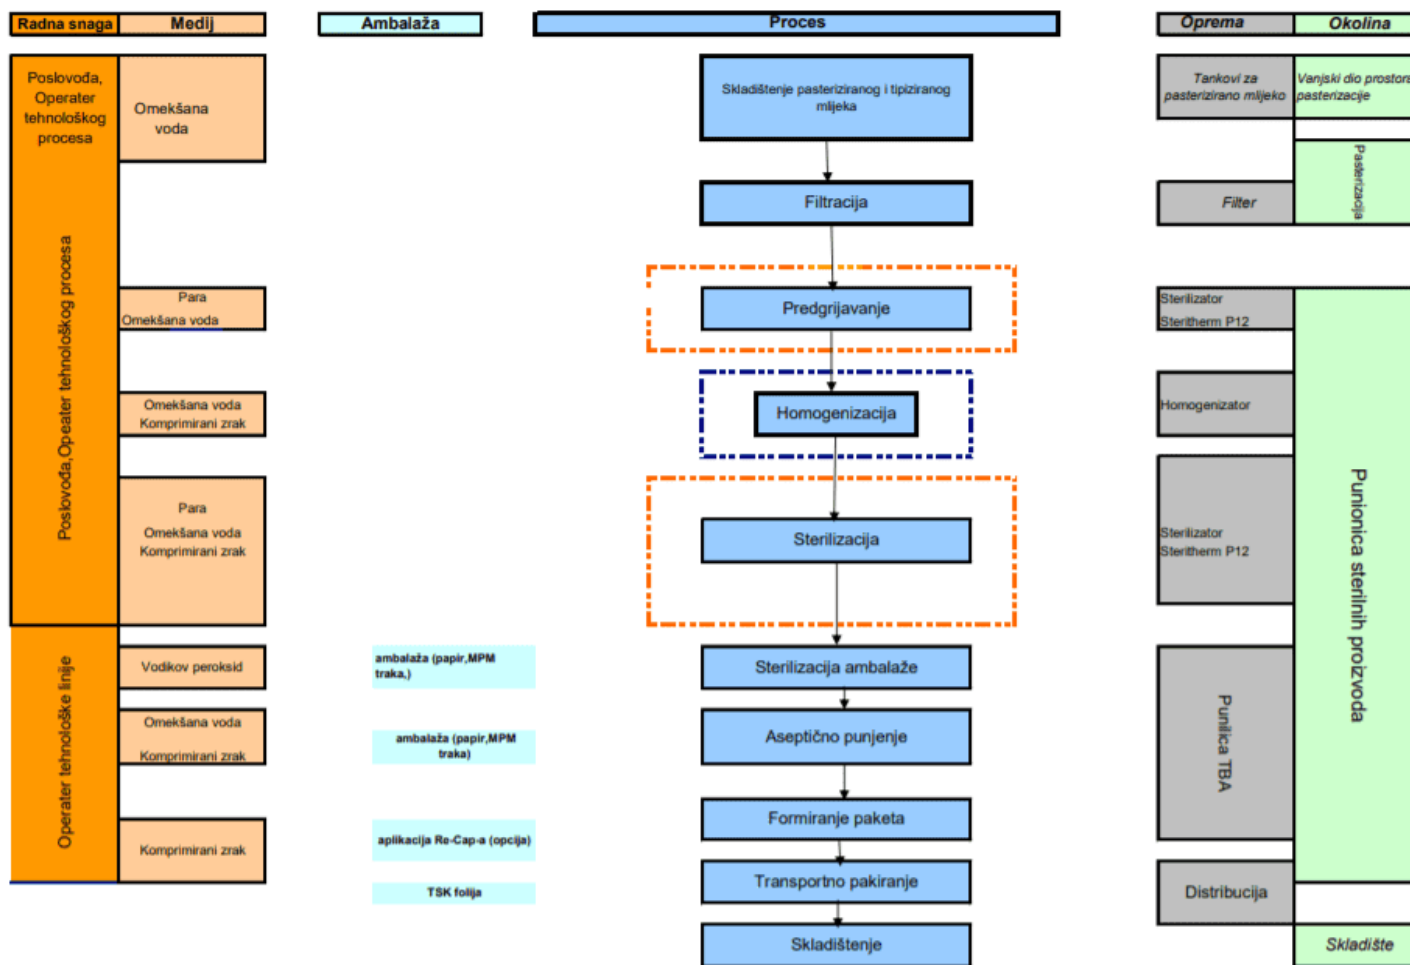 Radna snaga
Medij
Ambalaža
Proces
Oprema
Okolina
Poslovođa,
Operater
tehnološkog
procesa
Omekšana
voda
Skladištenje pasteriziranog i tipiziranog
mlijeka
Tankovi za
pasterizirano mlijeko
Vanjski dio prostora
pasterizacije
Filtracija
Filter
Pasterizacija
Poslovođa,Opeater tehnološkog procesa
Para
Omekšana voda
Predgrijavanje
Sterilizator
Steritherm P12
Omekšana voda
Komprimirani zrak
Homogenizacija
Homogenizator
Para
Omekšana voda
Komprimirani zrak
Sterilizacija
Sterilizator
Steritherm P12
Punionica sterilnih proizvoda
Operater tehnološke linije
Vodikov peroksid
ambalaža (papir,MPM
traka,)
Sterilizacija ambalaže
Omekšana voda
Komprimirani zrak
ambalaža (papir,MPM
traka)
Aseptično punjenje
Punilica TBA
Komprimirani zrak
aplikacija Re-Cap-a (opcija)
Formiranje paketa
TSK folija
Transportno pakiranje
Distribucija
Skladištenje
Skladište